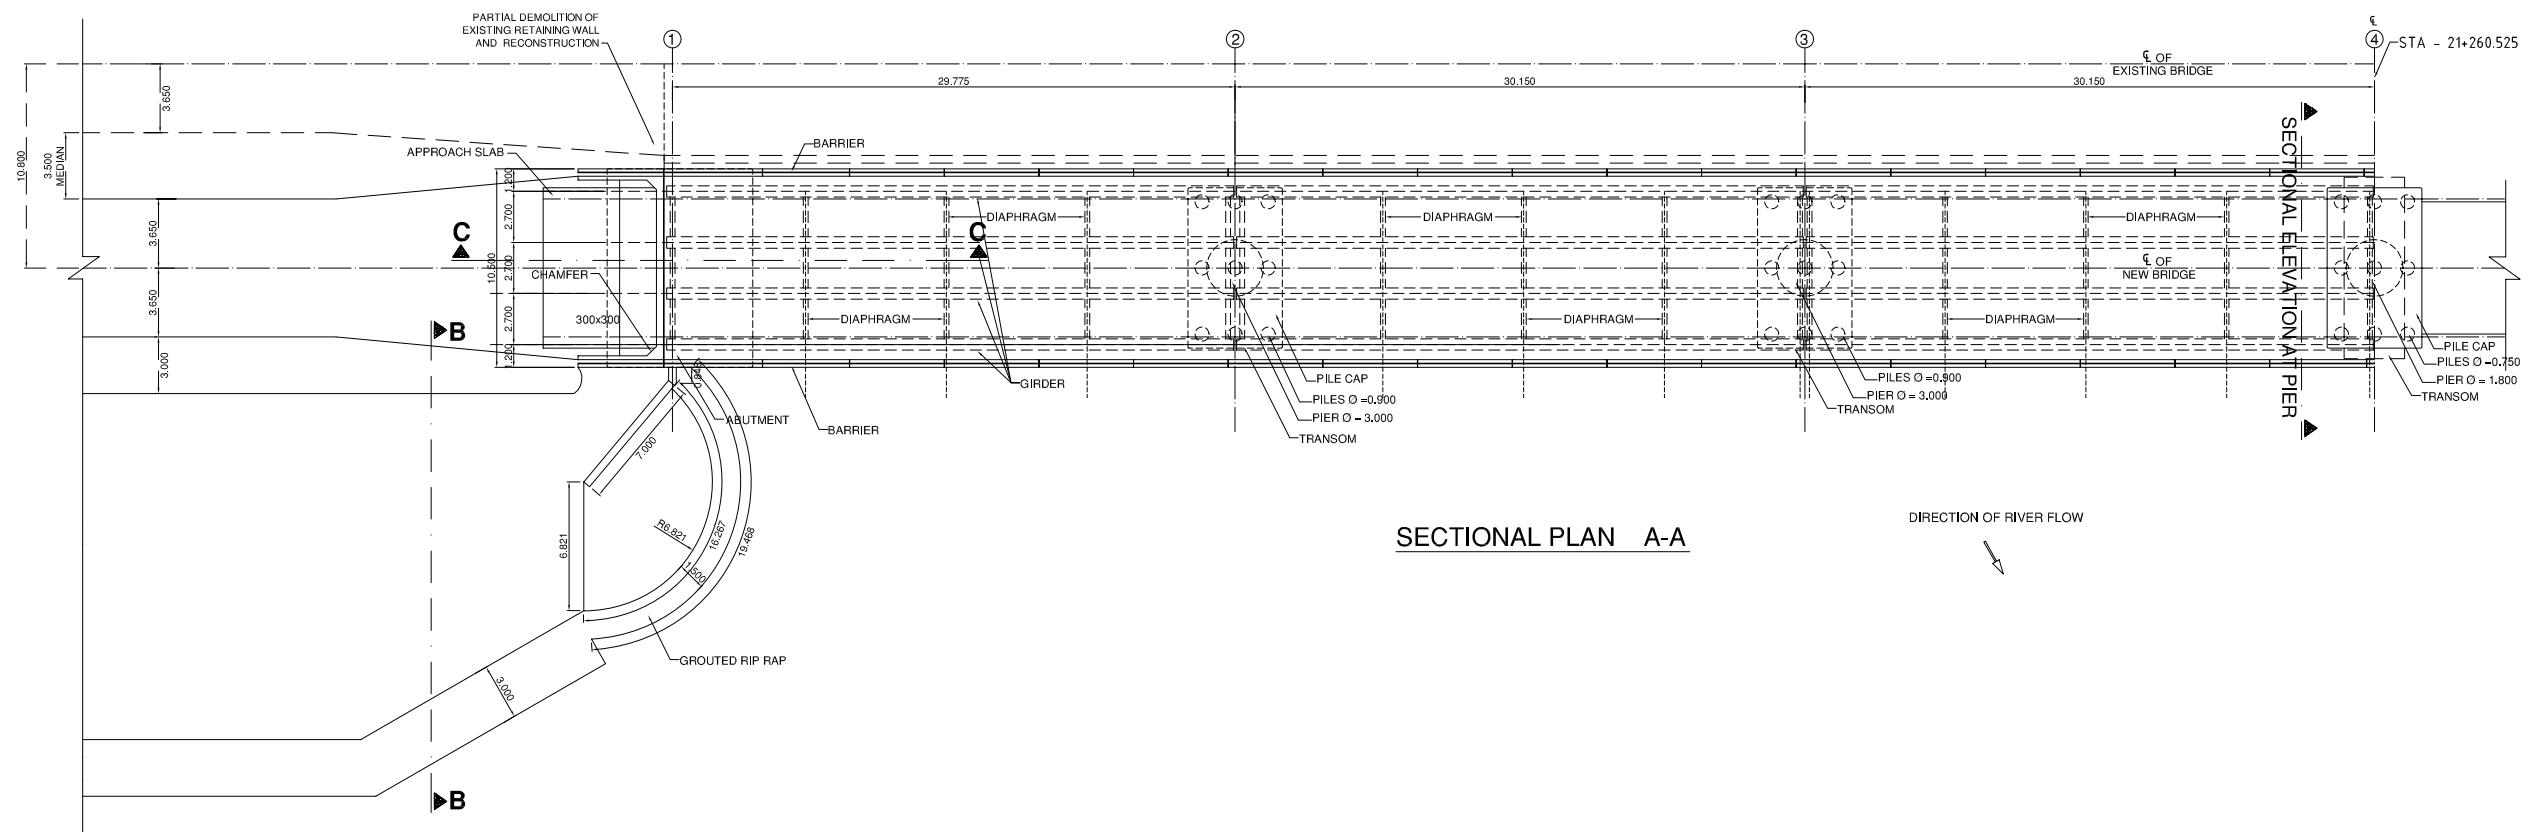 PARTIAL DEMOLITION OF
EXISTING RETAINING WALL
AND RECONSTRUCTION
1
2
3
℄
4
STA - 21+260.525
℄ OF
EXISTING BRIDGE
29.775
30.150
30.150
10.800
3.650
3.500
MEDIAN
3.650
3.650
3.000
APPROACH SLAB
BARRIER
1.200
2.700
2.700
2.700
1.200
10.500
C
C
CHAMFER
300x300
B
B
DIAPHRAGM
DIAPHRAGM
DIAPHRAGM
DIAPHRAGM
DIAPHRAGM
DIAPHRAGM
℄ OF
NEW BRIDGE
SECTIONAL ELEVATION AT PIER
GIRDER
ABUTMENT
BARRIER
PILE CAP
PILES Ø =0.900
PIER Ø - 3.000
TRANSOM
PILES Ø =0.900
PIER Ø = 3.000
TRANSOM
PILE CAP
PILES Ø -0.750
PIER Ø = 1.800
TRANSOM
7.000
6.821
R6.821
16.267
19.468
1.500
3.000
GROUTED RIP RAP
SECTIONAL PLAN A-A
DIRECTION OF RIVER FLOW